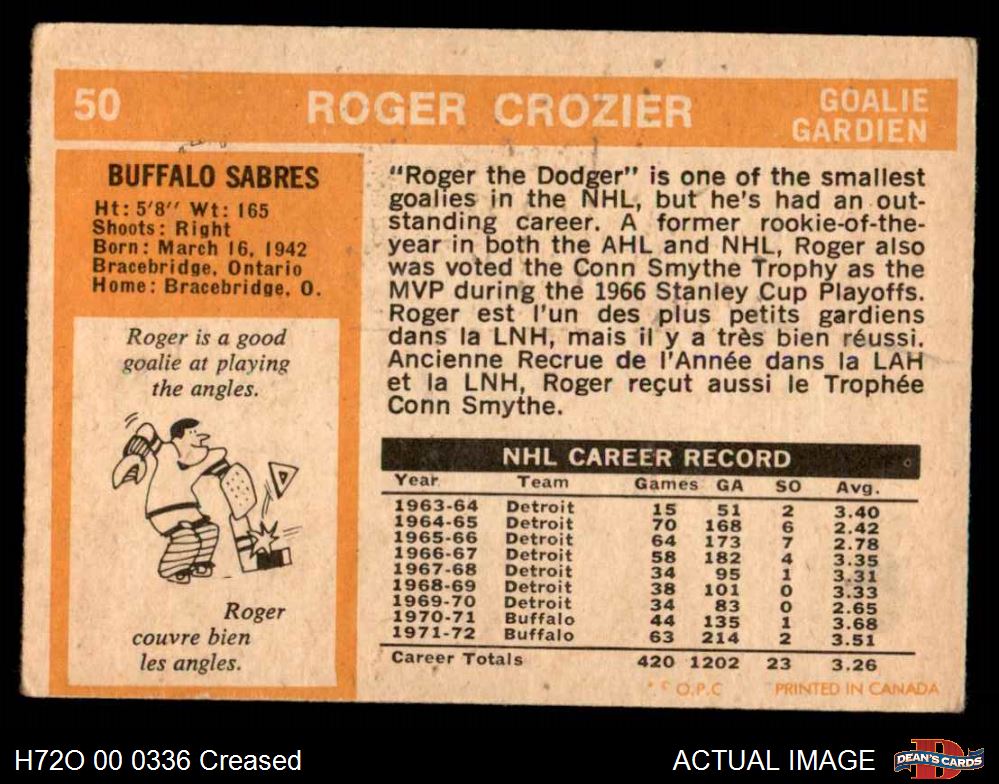 50 ROGER CROZIER GOALIE
GARDIEN
BUFFALO SABRES
Ht: 5'8'' Wt: 165
Shoots: Right
Born: March 16, 1942
Bracebridge, Ontario
Home: Bracebridge, O.
Roger is a good
goalie at playing
the angles.
Roger
couvre bien
les angles.
"Roger the Dodger" is one of the smallest
goalies in the NHL, but he's had an out-
standing career. A former rookie-of-the-
year in both the AHL and NHL, Roger also
was voted the Conn Smythe Trophy as the
MVP during the 1966 Stanley Cup Playoffs.
Roger est l'un des plus petits gardiens
dans la LNH, mais il y a très bien réussi.
Ancienne Recrue de l'Année dans la LAH
et la LNH, Roger reçut aussi le Trophée
Conn Smythe.
NHL CAREER RECORD
Year Team Games GA SO Avg.
1963-64 Detroit 15 51 2 3.40
1964-65 Detroit 70 168 6 2.42
1965-66 Detroit 64 173 7 2.78
1966-67 Detroit 58 182 4 3.35
1967-68 Detroit 34 95 1 3.31
1968-69 Detroit 38 101 0 3.33
1969-70 Detroit 34 83 0 2.65
1970-71 Buffalo 44 135 1 3.68
1971-72 Buffalo 63 214 2 3.51
Career Totals 420 1202 23 3.26
O.P.C PRINTED IN CANADA
H72O 00 0336 Creased ACTUAL IMAGE DEAN'S CARDS